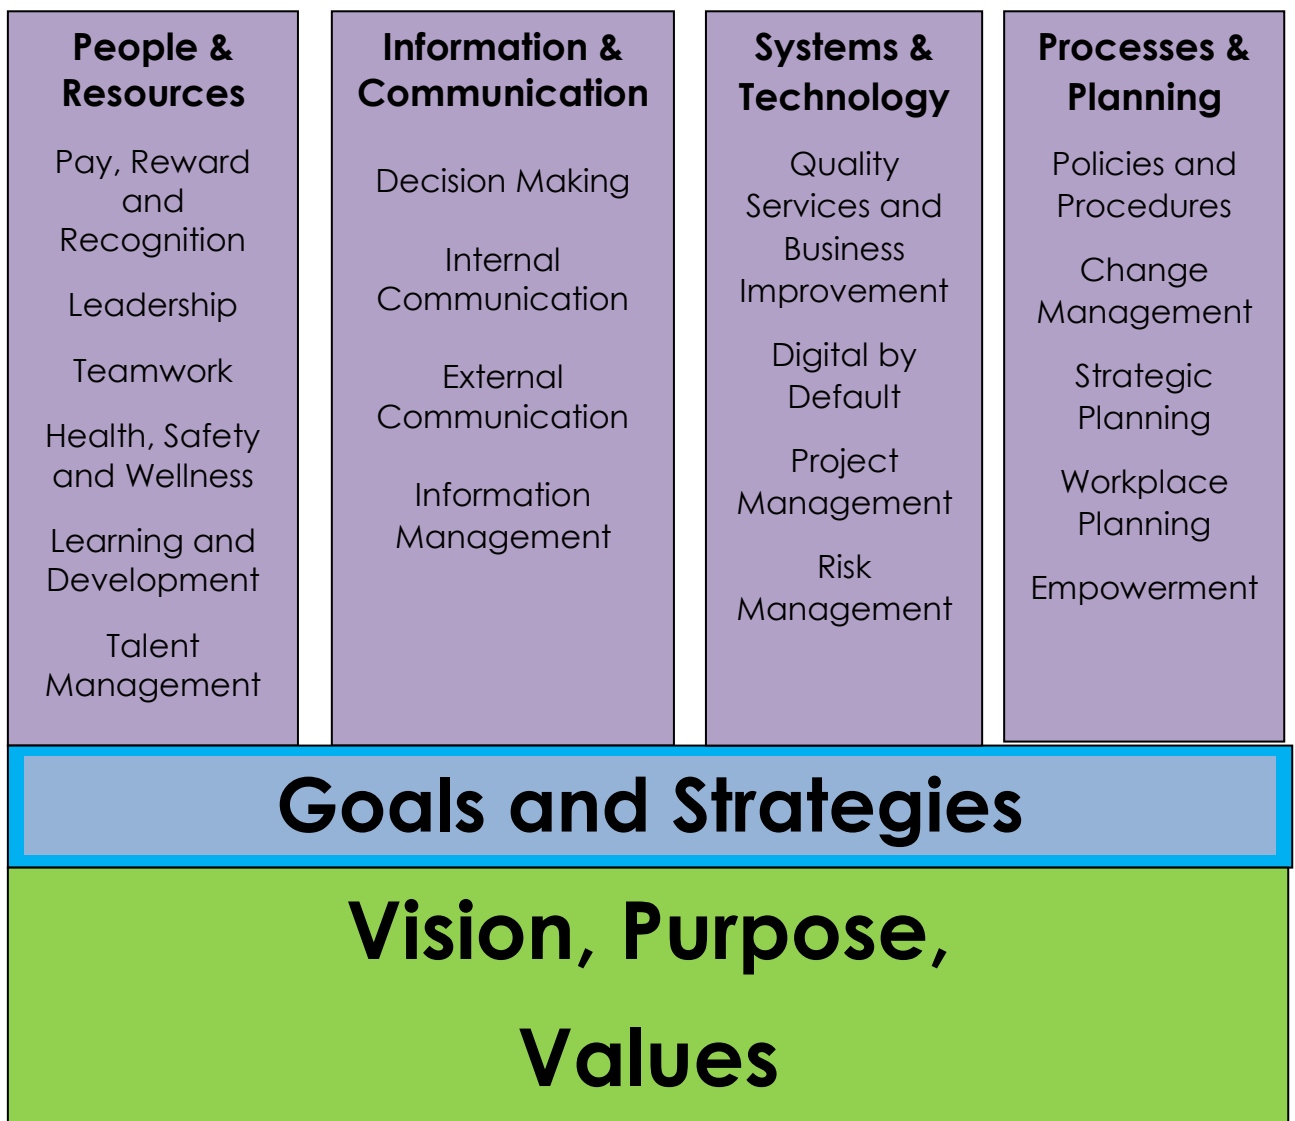 People &
Resources
Pay, Reward
and
Recognition
Leadership
Teamwork
Health, Safety
and Wellness
Learning and
Development
Talent
Management
Information &
Communication
Decision Making
Internal
Communication
External
Communication
Information
Management
Systems &
Technology
Quality
Services and
Business
Improvement
Digital by
Default
Project
Management
Risk
Management
Processes &
Planning
Policies and
Procedures
Change
Management
Strategic
Planning
Workplace
Planning
Empowerment
Goals and Strategies
Vision, Purpose,
Values